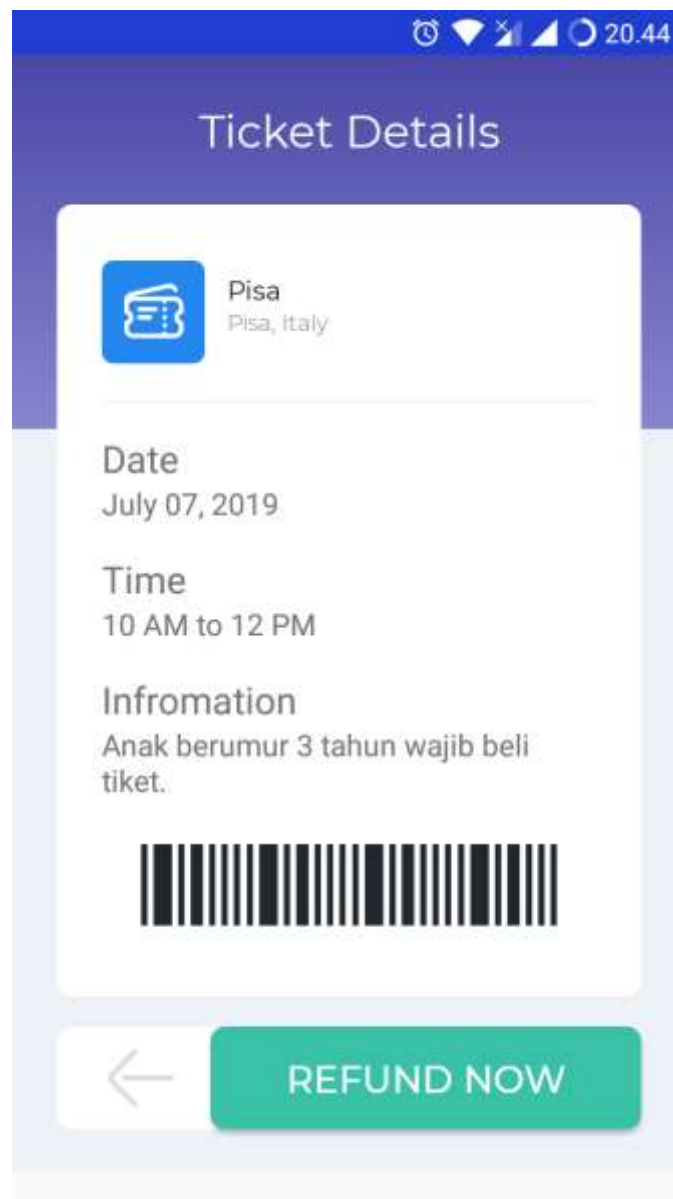 20.44
Ticket Details
Pisa
Pisa, Italy
Date
July 07, 2019
Time
10 AM to 12 PM
Infromation
Anak berumur 3 tahun wajib beli
tiket.
REFUND NOW